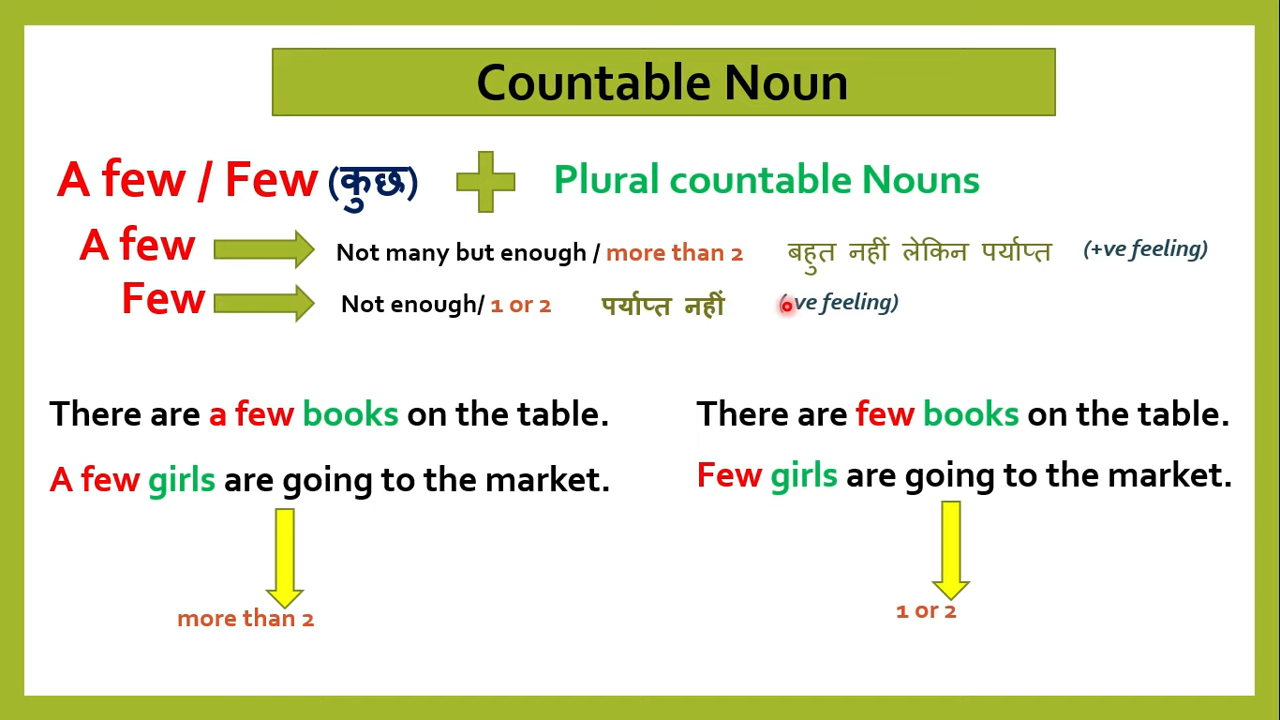 Countable Noun
A few / Few (कुछ) Plural countable Nouns
A few Not many but enough / more than 2 बहुत नहीं लेकिन पर्याप्त (+ve feeling)
Few Not enough/ 1 or 2 पर्याप्त नहीं ve feeling)
There are a few books on the table.
There are few books on the table.
A few girls are going to the market.
Few girls are going to the market.
more than 2
1 or 2